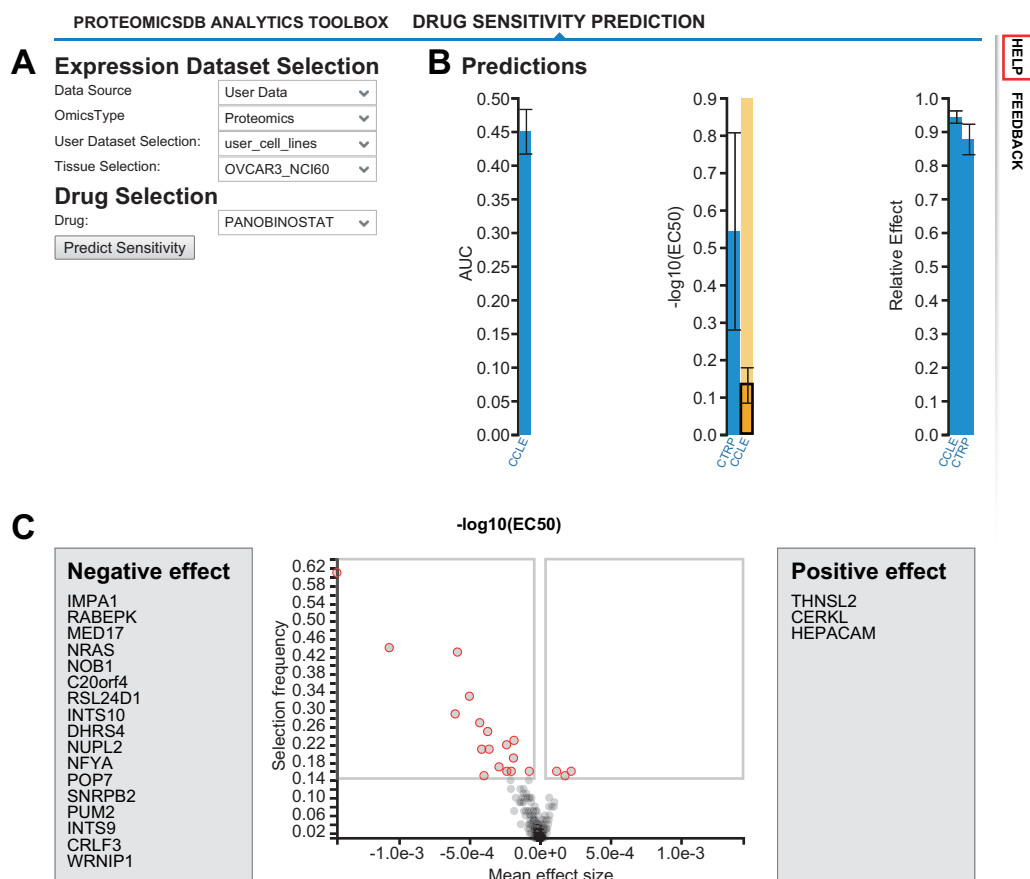 PROTEOMICSDB ANALYTICS TOOLBOX DRUG SENSITIVITY PREDICTION
HELP
FEEDBACK
A
Expression Dataset Selection
Data Source User Data
OmicsType Proteomics
User Dataset Selection: user_cell_lines
Tissue Selection: OVCAR3_NCI60
Drug Selection
Drug: PANOBINOSTAT
Predict Sensitivity
B
Predictions
AUC
0.50
0.45
0.40
0.35
0.30
0.25
0.20
0.15
0.10
0.05
0.00
CCLE
-log10(EC50)
0.9
0.8
0.7
0.6
0.5
0.4
0.3
0.2
0.1
0.0
CTRP
CCLE
Relative Effect
1.0
0.9
0.8
0.7
0.6
0.5
0.4
0.3
0.2
0.1
0.0
CCLE
CTRP
C
-log10(EC50)
Negative effect
IMPA1
RABEPK
MED17
NRAS
NOB1
C20orf4
RSL24D1
INTS10
DHRS4
NUPL2
NFYA
POP7
SNRPB2
PUM2
INTS9
CRLF3
WRNIP1
Selection frequency
0.62
0.58
0.54
0.50
0.46
0.42
0.38
0.34
0.30
0.26
0.22
0.18
0.14
0.10
0.06
0.02
-1.0e-3 -5.0e-4 0.0e+0 5.0e-4 1.0e-3
Mean effect size
Positive effect
THNSL2
CERKL
HEPACAM